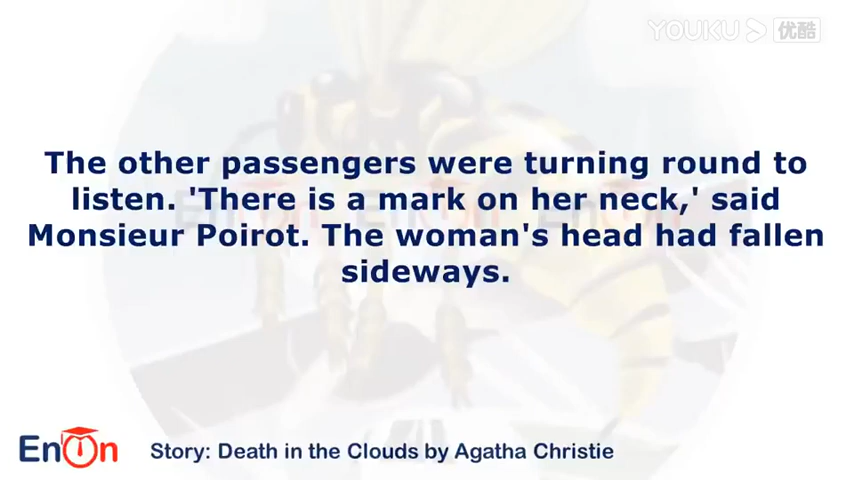 YOUKU 优酷
The other passengers were turning round to
listen. 'There is a mark on her neck,' said
Monsieur Poirot. The woman's head had fallen
sideways.
EnOn
Story: Death in the Clouds by Agatha Christie